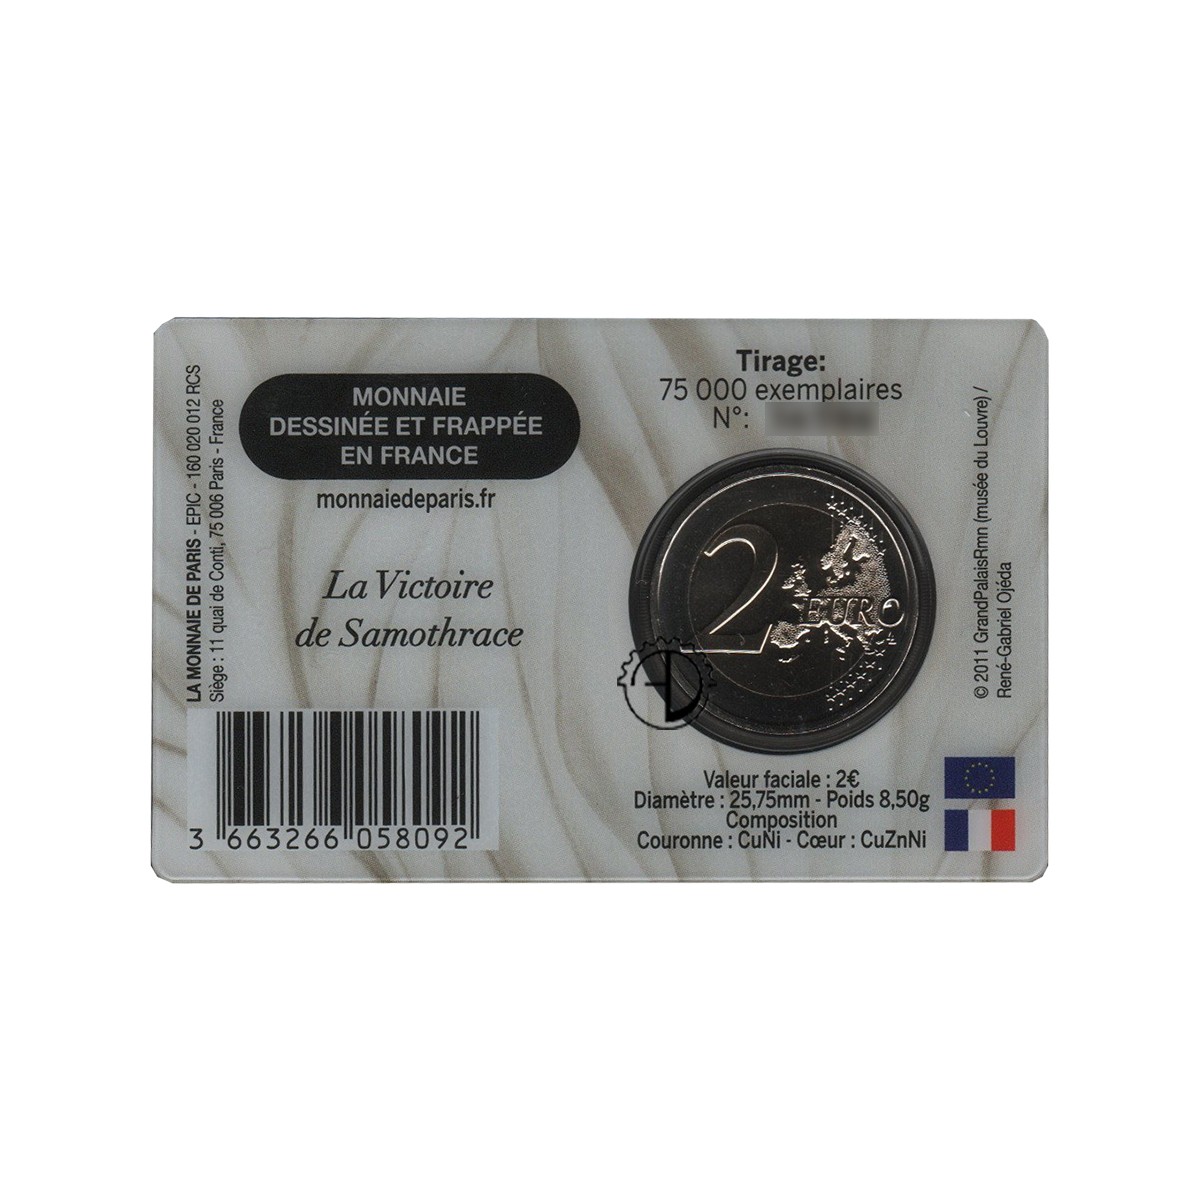 LA MONNAIE DE PARIS - EPIC - 160 020 012 RCS
Siège : 11 quai de Conti, 75 006 Paris - France
MONNAIE
DESSINÉE ET FRAPPÉE
EN FRANCE
monnaiedeparis.fr
La Victoire
de Samothrace
3 663266 058092
Tirage:
75 000 exemplaires
N°:
2 EURO
Valeur faciale : 2€
Diamètre : 25,75mm - Poids 8,50g
Composition
Couronne : CuNi - Cœur : CuZnNi
© 2011 GrandPalaisRmn (musée du Louvre) /
René-Gabriel Ojéda